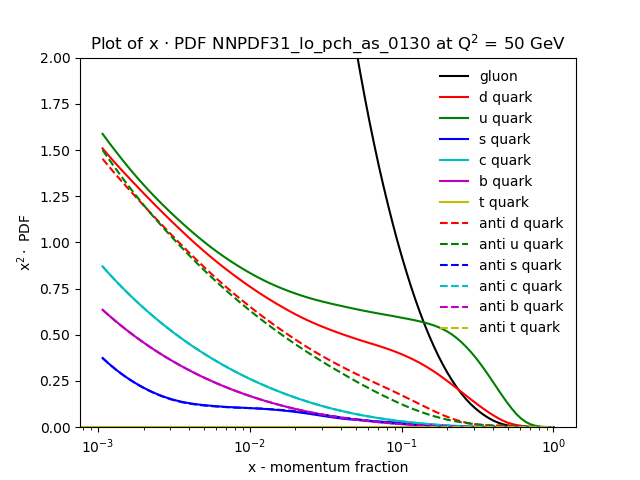 Plot of x · PDF NNPDF31_lo_pch_as_0130 at Q² = 50 GeV
2.00
1.75
1.50
1.25
1.00
0.75
0.50
0.25
0.00
x² · PDF
gluon
d quark
u quark
s quark
c quark
b quark
t quark
anti d quark
anti u quark
anti s quark
anti c quark
anti b quark
anti t quark
10⁻³ 10⁻² 10⁻¹ 10⁰
x - momentum fraction